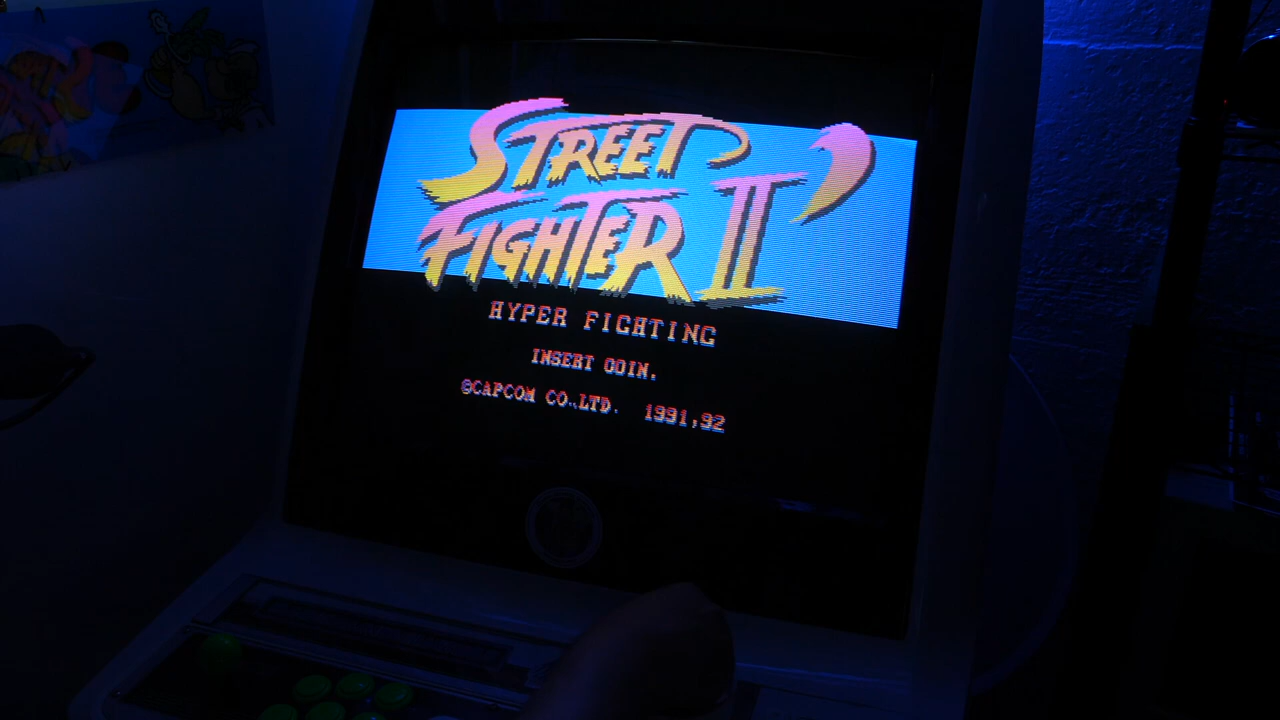 STREET
FIGHTER II'
HYPER FIGHTING
INSERT COIN.
©CAPCOM CO.,LTD. 1991,92